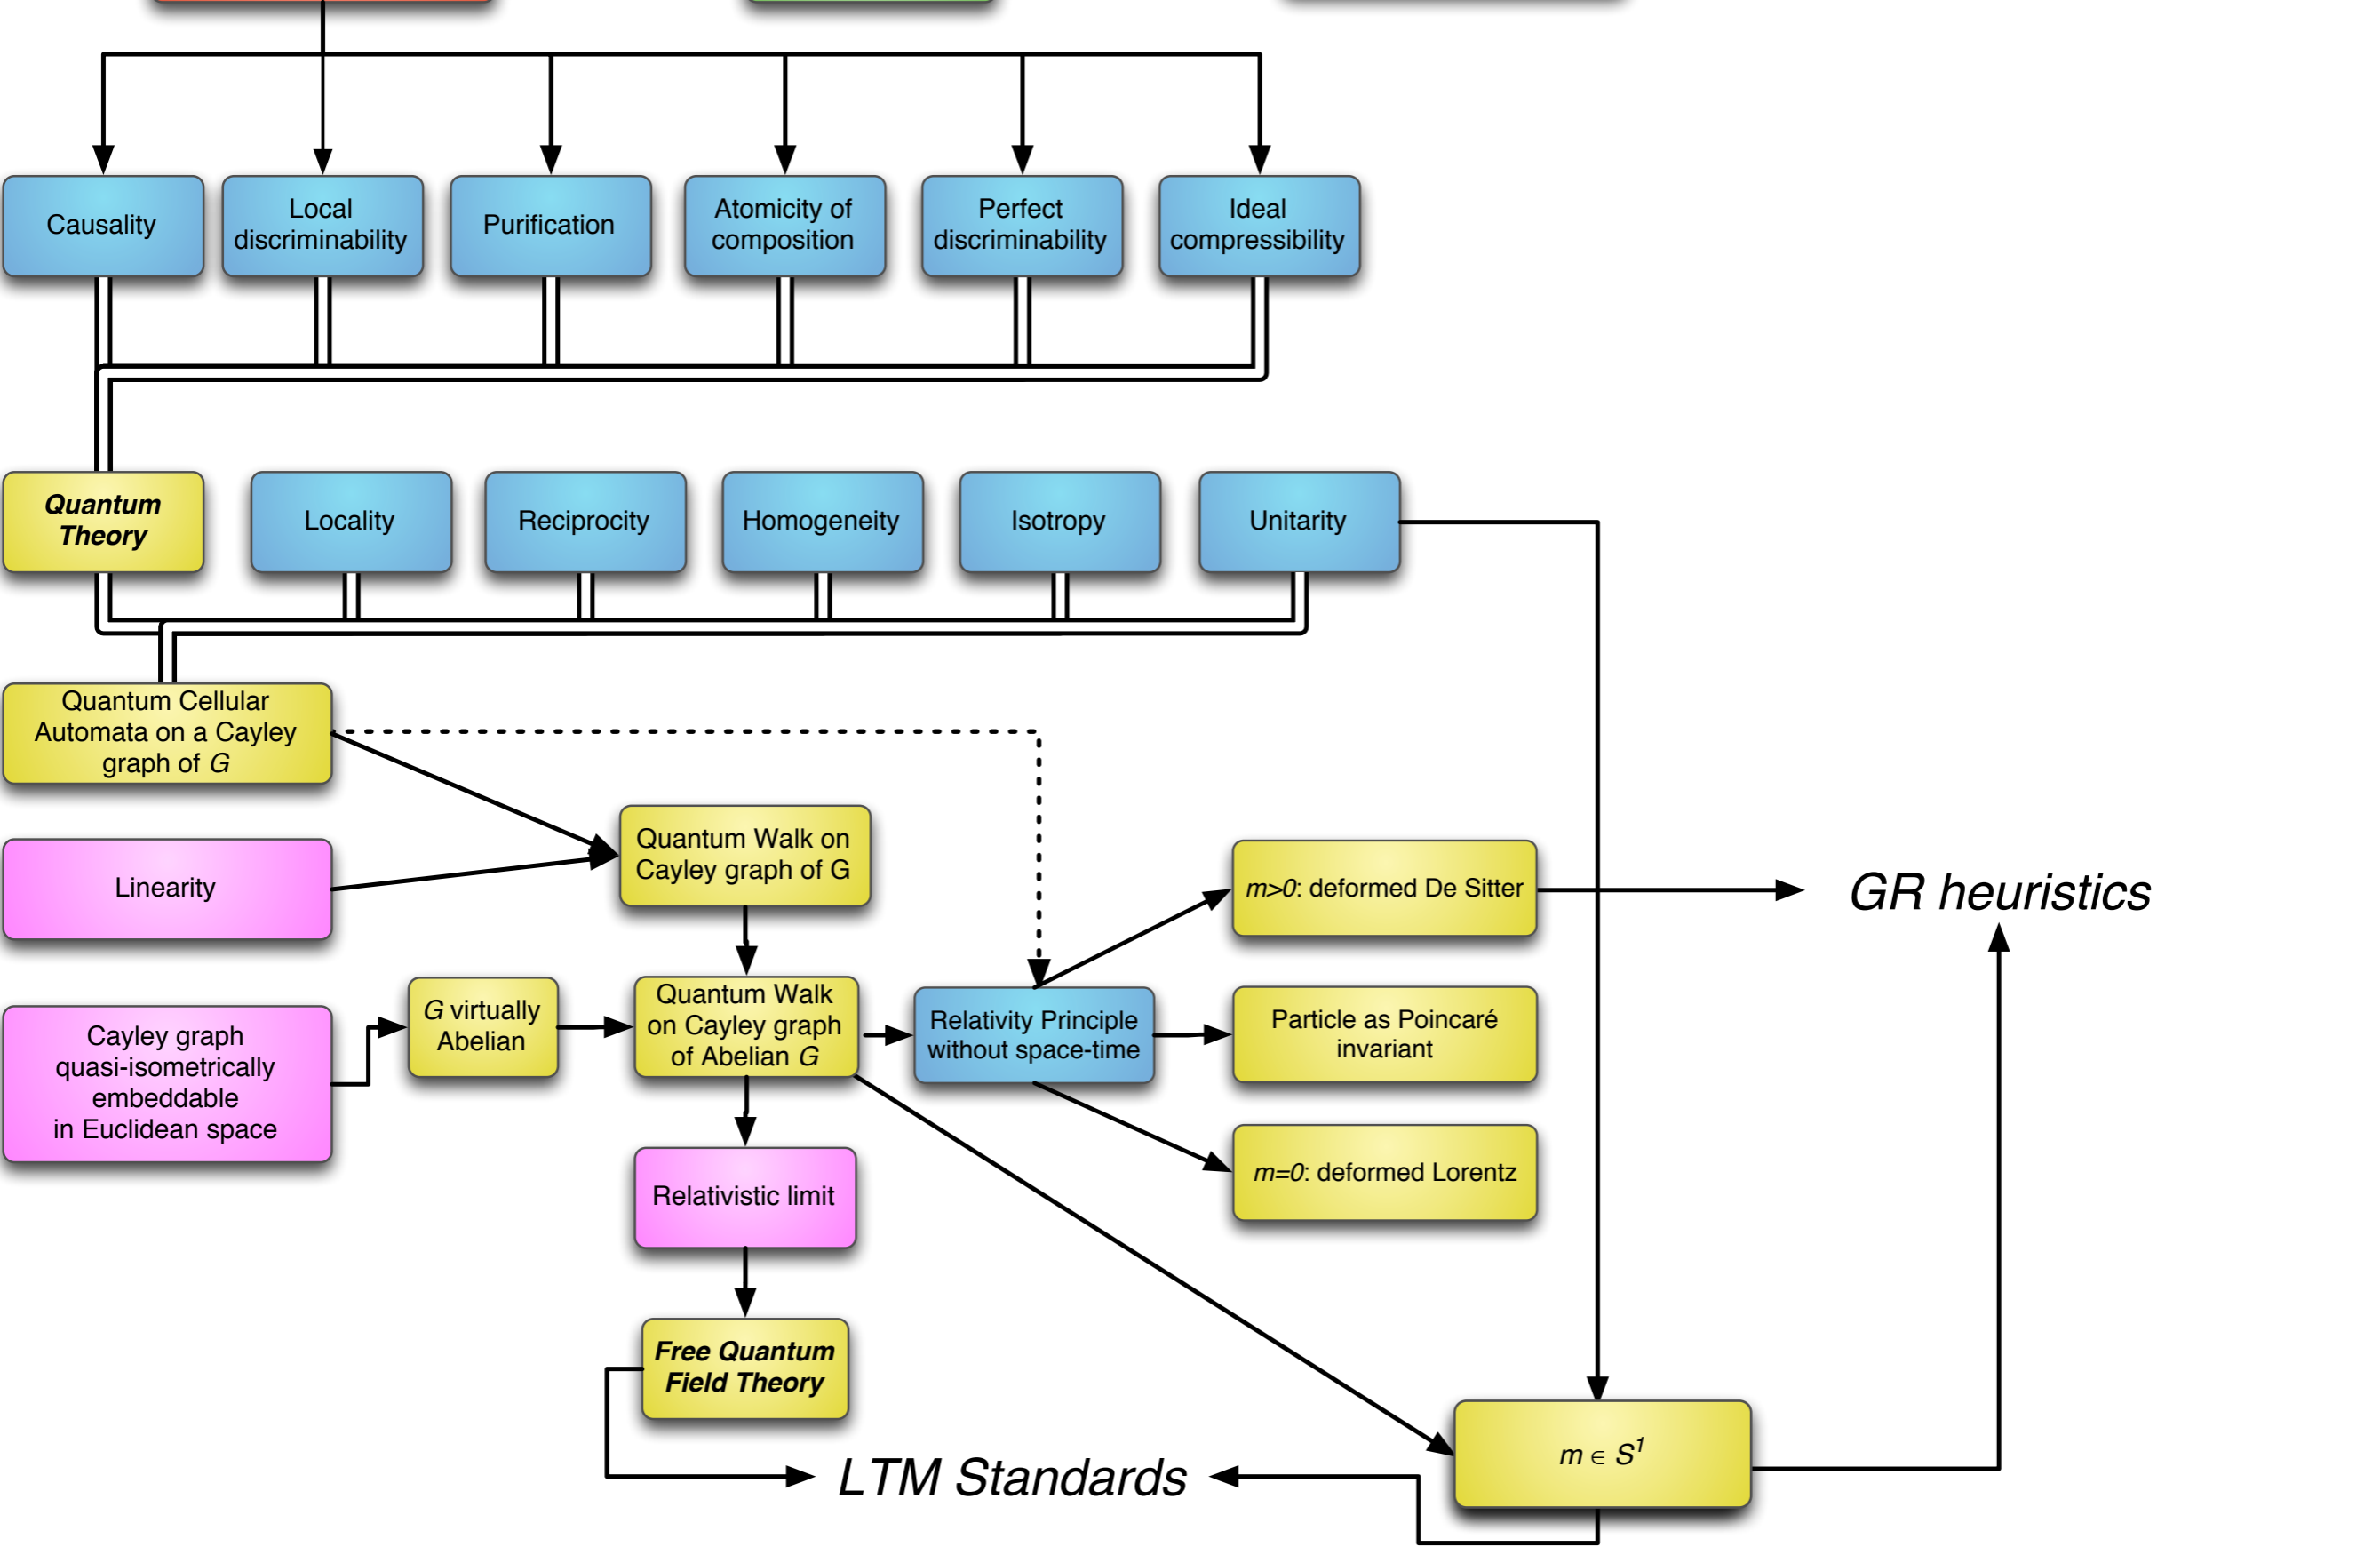 Causality
Local
discriminability
Purification
Atomicity of
composition
Perfect
discriminability
Ideal
compressibility
Quantum
Theory
Locality
Reciprocity
Homogeneity
Isotropy
Unitarity
Quantum Cellular
Automata on a Cayley
graph of G
Linearity
Quantum Walk on
Cayley graph of G
m>0: deformed De Sitter
GR heuristics
Cayley graph
quasi-isometrically
embeddable
in Euclidean space
G virtually
Abelian
Quantum Walk
on Cayley graph
of Abelian G
Relativity Principle
without space-time
Particle as Poincaré
invariant
m=0: deformed Lorentz
Relativistic limit
Free Quantum
Field Theory
LTM Standards
m ∈ S¹